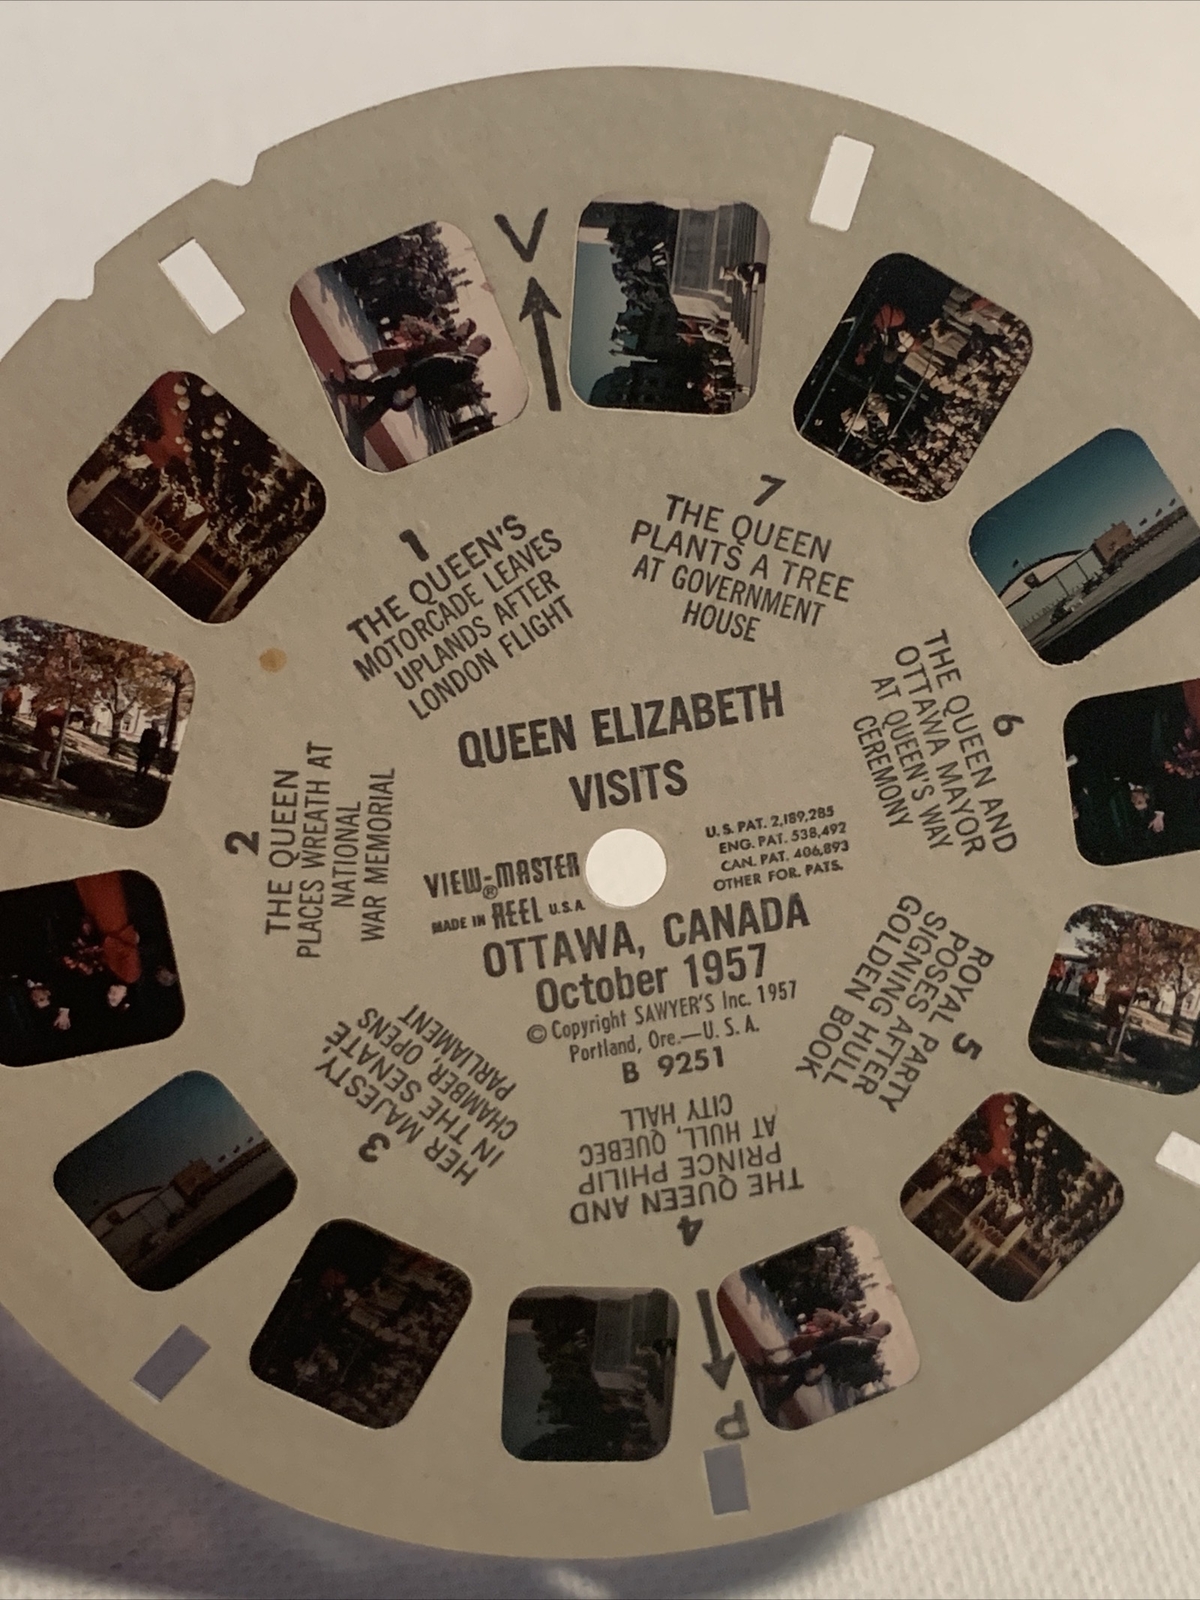 V
1
THE QUEEN'S
MOTORCADE LEAVES
UPLANDS AFTER
LONDON FLIGHT
7
THE QUEEN
PLANTS A TREE
AT GOVERNMENT
HOUSE
6
THE QUEEN AND
OTTAWA MAYOR
AT QUEEN'S WAY
CEREMONY
QUEEN ELIZABETH
VISITS
U.S. PAT. 2,189,285
ENG. PAT. 538,492
CAN. PAT. 406,893
OTHER FOR. PATS.
VIEW-MASTER
®
MADE IN REEL U.S.A.
OTTAWA, CANADA
October 1957
© Copyright SAWYER'S Inc. 1957
Portland, Ore.—U. S. A.
B 9251
2
THE QUEEN
PLACES WREATH AT
NATIONAL
WAR MEMORIAL
3
HER MAJESTY,
IN THE SENATE
CHAMBER, OPENS
PARLIAMENT
4
THE QUEEN AND
PRINCE PHILIP
AT HULL, QUEBEC
CITY HALL
5
ROYAL PARTY
POSES AFTER
SIGNING HULL
GOLDEN BOOK
P